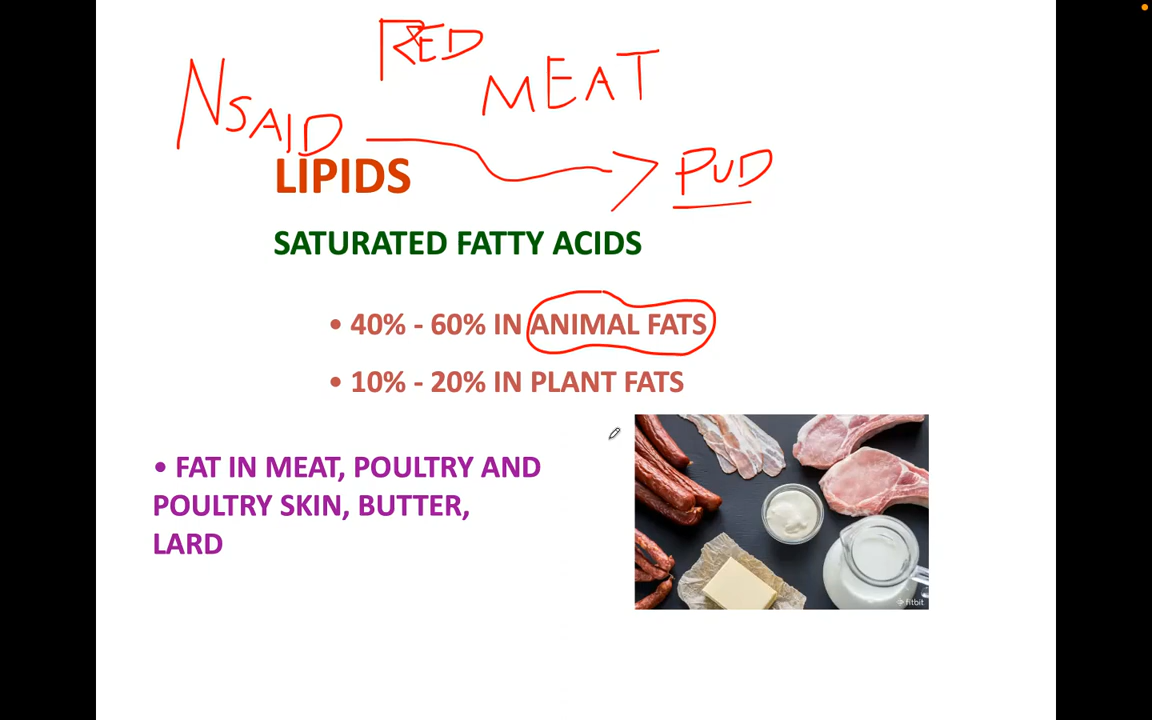 RED
MEAT
NSAID
PUD
LIPIDS
SATURATED FATTY ACIDS
• 40% - 60% IN ANIMAL FATS
• 10% - 20% IN PLANT FATS
• FAT IN MEAT, POULTRY AND
POULTRY SKIN, BUTTER,
LARD
fitbit